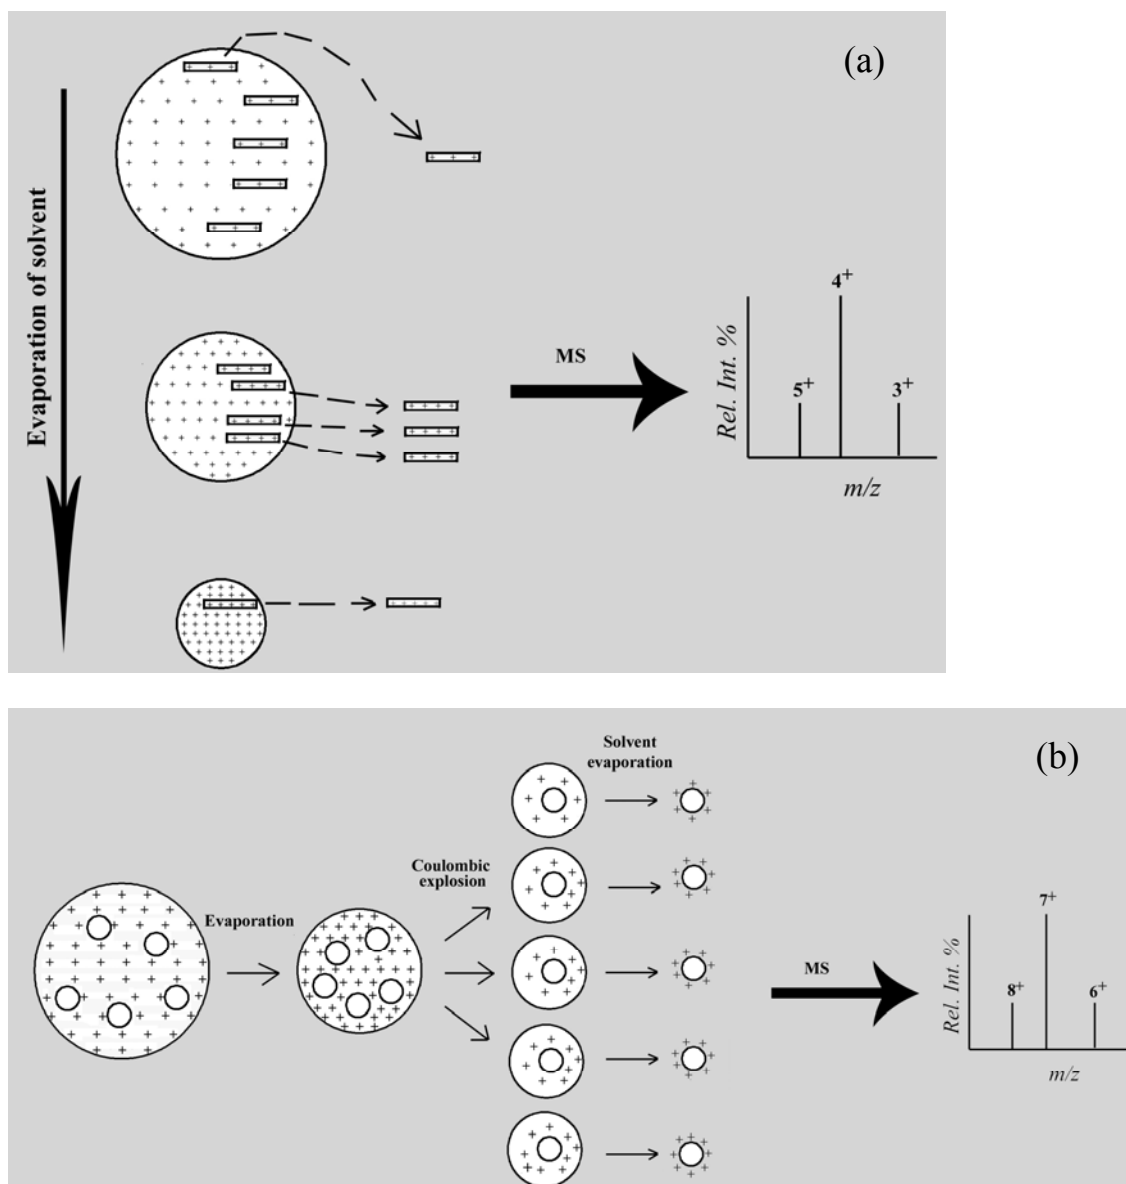 (a)
Evaporation of solvent
MS
Rel. Int. %
5+
4+
3+
m/z
(b)
Solvent
evaporation
Coulombic
explosion
Evaporation
MS
Rel. Int. %
8+
7+
6+
m/z